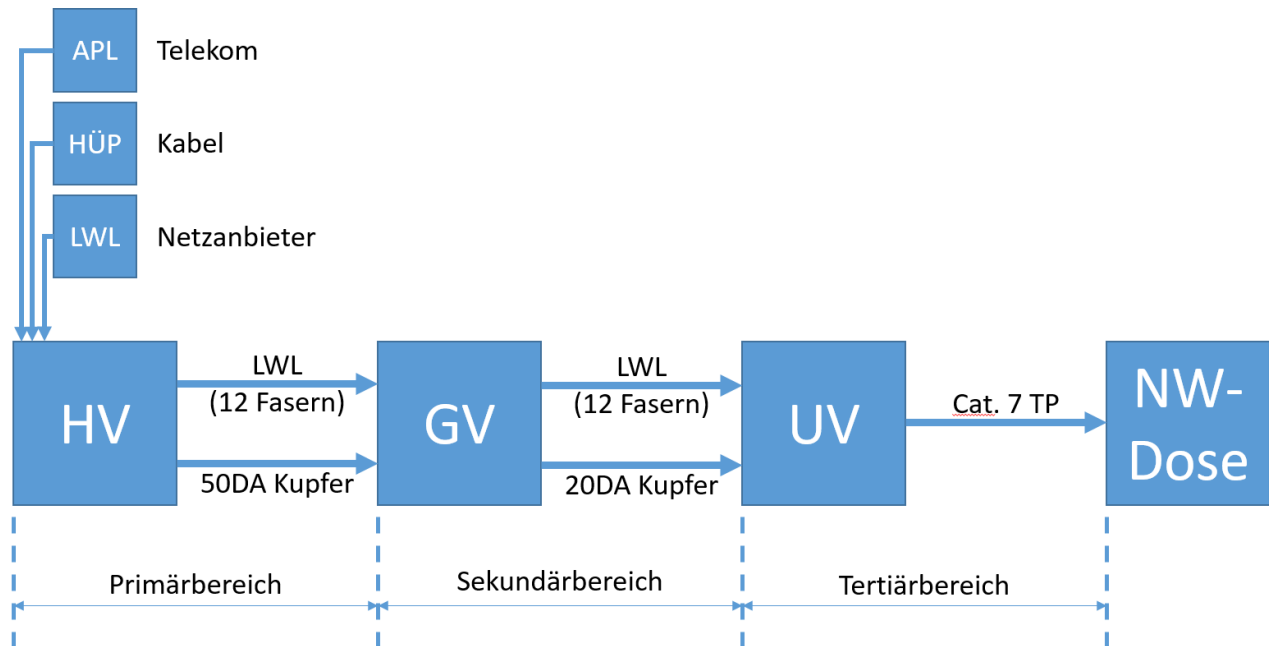 APL
Telekom
HÜP
Kabel
LWL
Netzanbieter
HV
LWL
(12 Fasern)
50DA Kupfer
GV
LWL
(12 Fasern)
20DA Kupfer
UV
Cat. 7 TP
NW-
Dose
Primärbereich
Sekundärbereich
Tertiärbereich